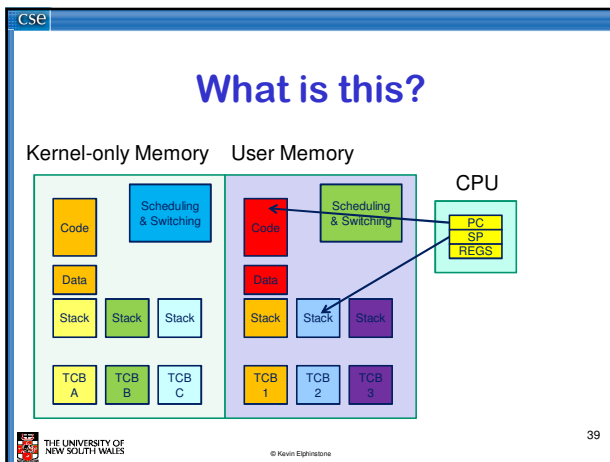 cse
What is this?
Kernel-only Memory User Memory
CPU
Scheduling
& Switching
Scheduling
& Switching
Code
Code
PC
SP
REGS
Data
Data
Stack Stack Stack Stack Stack Stack
TCB
A
TCB
B
TCB
C
TCB
1
TCB
2
TCB
3
THE UNIVERSITY OF
NEW SOUTH WALES
© Kevin Elphinstone
39